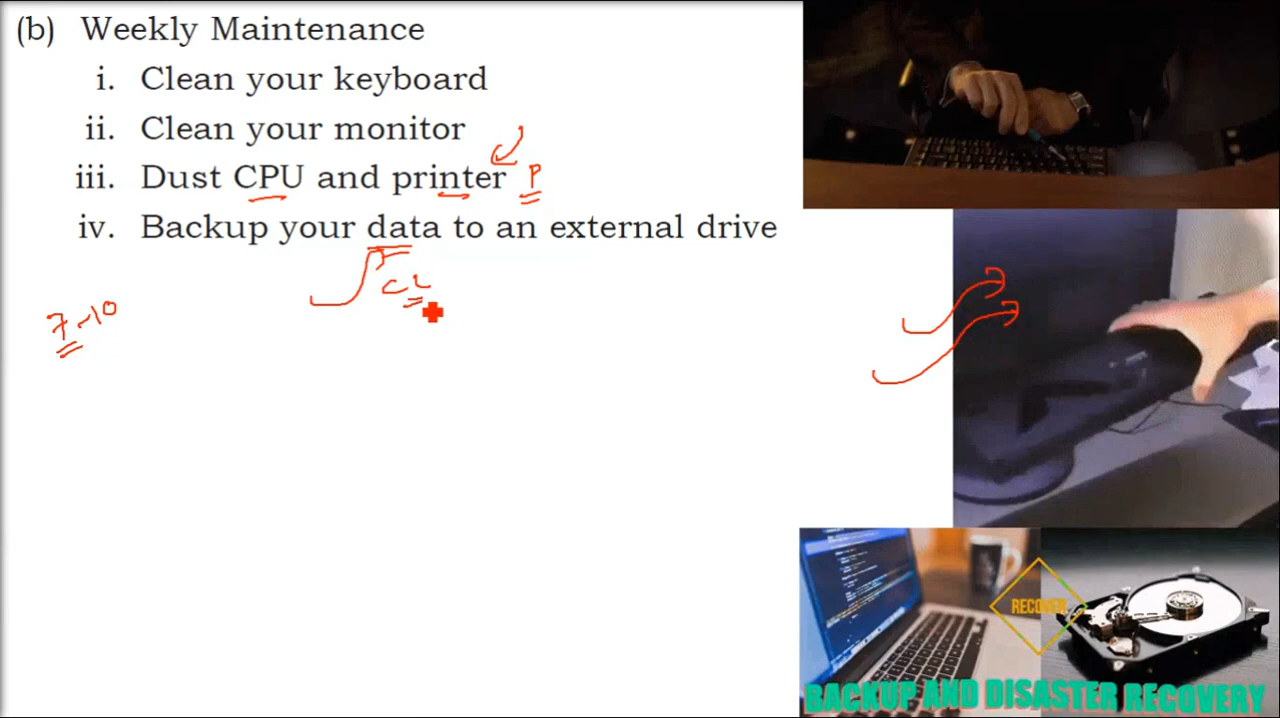 (b) Weekly Maintenance
i. Clean your keyboard
ii. Clean your monitor
iii. Dust CPU and printer P
iv. Backup your data to an external drive
7-10
RECOVER
BACKUP AND DISASTER RECOVERY